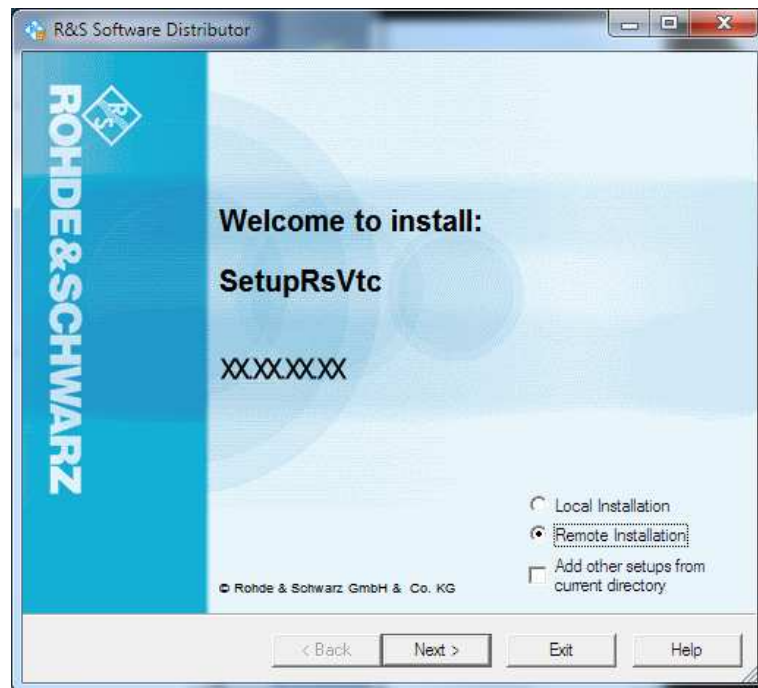 R&S Software Distributor
ROHDE&SCHWARZ
R&S
Welcome to install:
SetupRsVtc
XX.XX.XX.XX
Local Installation
Remote Installation
Add other setups from
current directory
© Rohde & Schwarz GmbH & Co. KG
< Back
Next >
Exit
Help